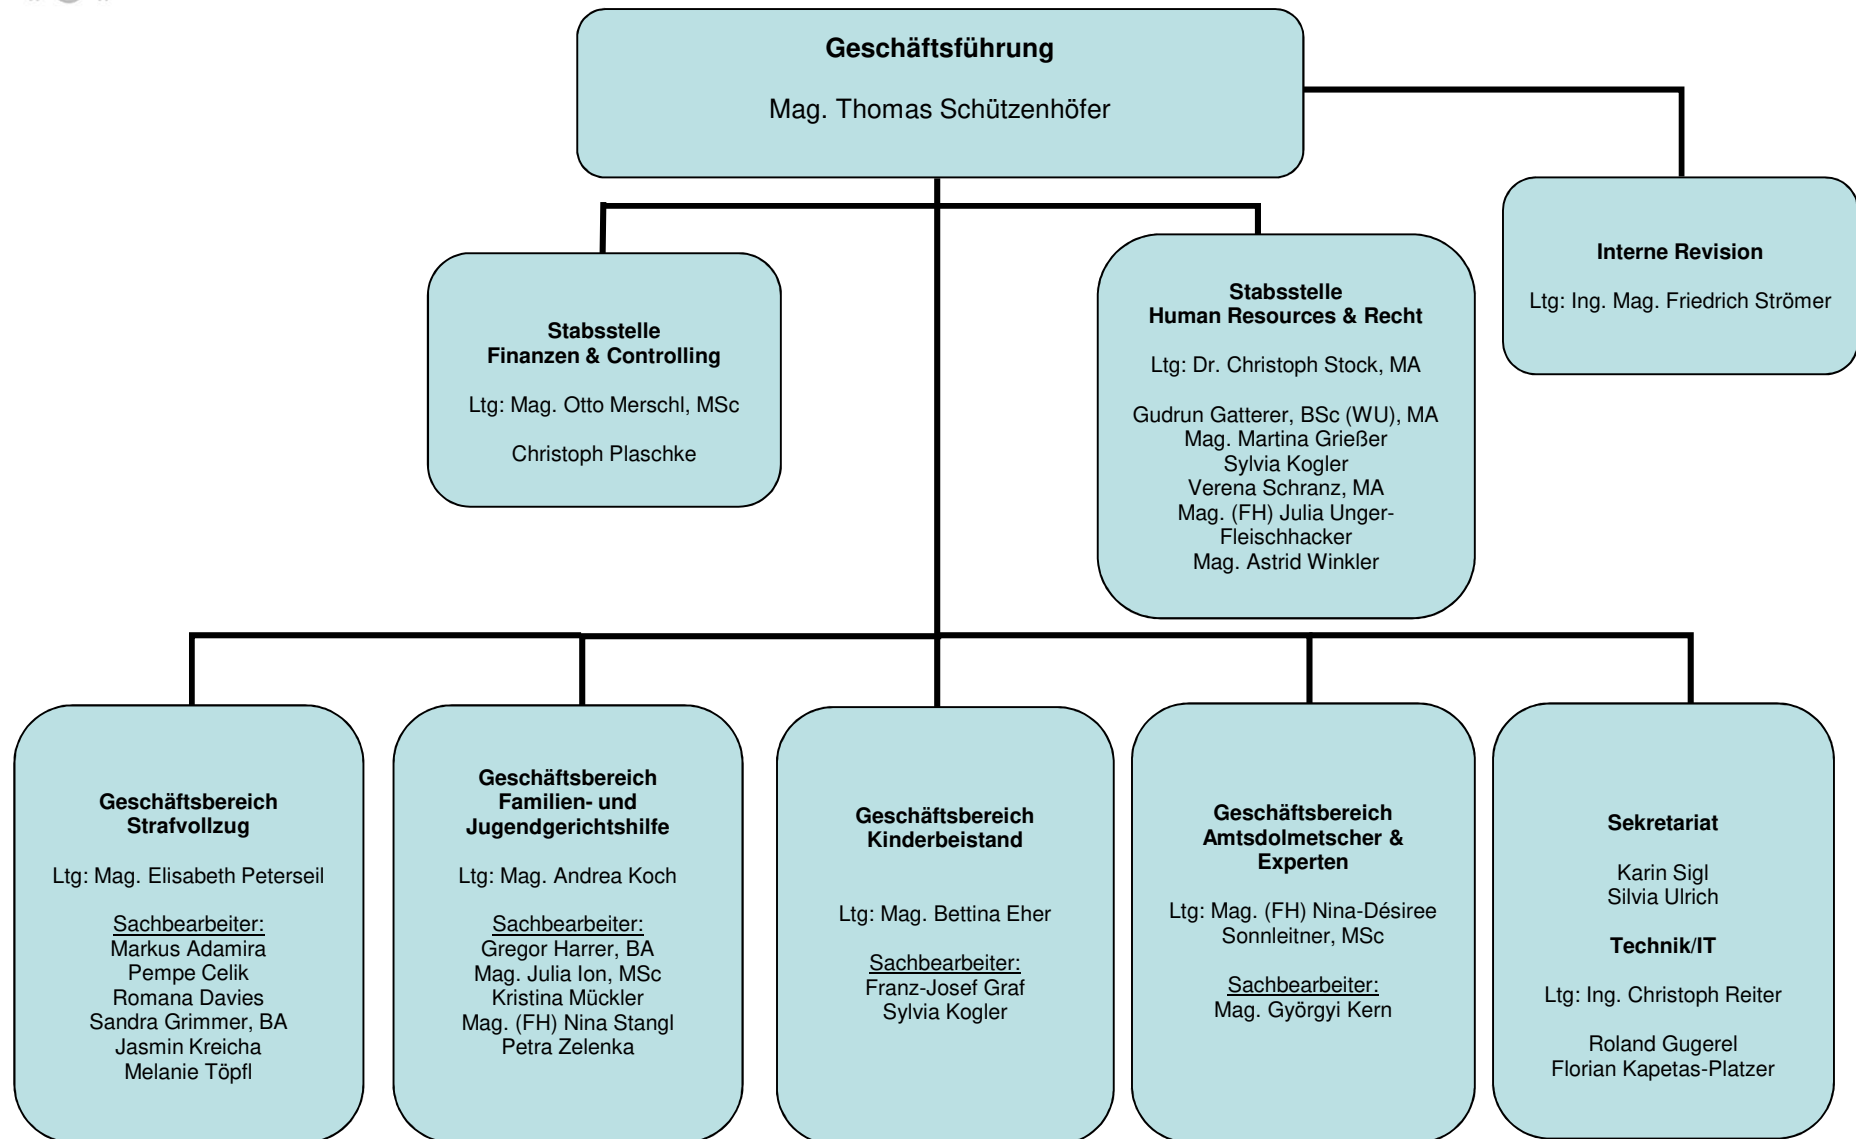 Geschäftsführung
Mag. Thomas Schützenhöfer
Interne Revision
Ltg: Ing. Mag. Friedrich Strömer
Stabsstelle
Finanzen & Controlling
Ltg: Mag. Otto Merschl, MSc
Christoph Plaschke
Stabsstelle
Human Resources & Recht
Ltg: Dr. Christoph Stock, MA
Gudrun Gatterer, BSc (WU), MA
Mag. Martina Grießer
Sylvia Kogler
Verena Schranz, MA
Mag. (FH) Julia Unger-
Fleischhacker
Mag. Astrid Winkler
Geschäftsbereich
Strafvollzug
Ltg: Mag. Elisabeth Peterseil
Sachbearbeiter:
Markus Adamira
Pempe Celik
Romana Davies
Sandra Grimmer, BA
Jasmin Kreicha
Melanie Töpfl
Geschäftsbereich
Familien- und
Jugendgerichtshilfe
Ltg: Mag. Andrea Koch
Sachbearbeiter:
Gregor Harrer, BA
Mag. Julia Ion, MSc
Kristina Mückler
Mag. (FH) Nina Stangl
Petra Zelenka
Geschäftsbereich
Kinderbeistand
Ltg: Mag. Bettina Eher
Sachbearbeiter:
Franz-Josef Graf
Sylvia Kogler
Geschäftsbereich
Amtsdolmetscher &
Experten
Ltg: Mag. (FH) Nina-Désiree
Sonnleitner, MSc
Sachbearbeiter:
Mag. Györgyi Kern
Sekretariat
Karin Sigl
Silvia Ulrich
Technik/IT
Ltg: Ing. Christoph Reiter
Roland Gugerel
Florian Kapetas-Platzer